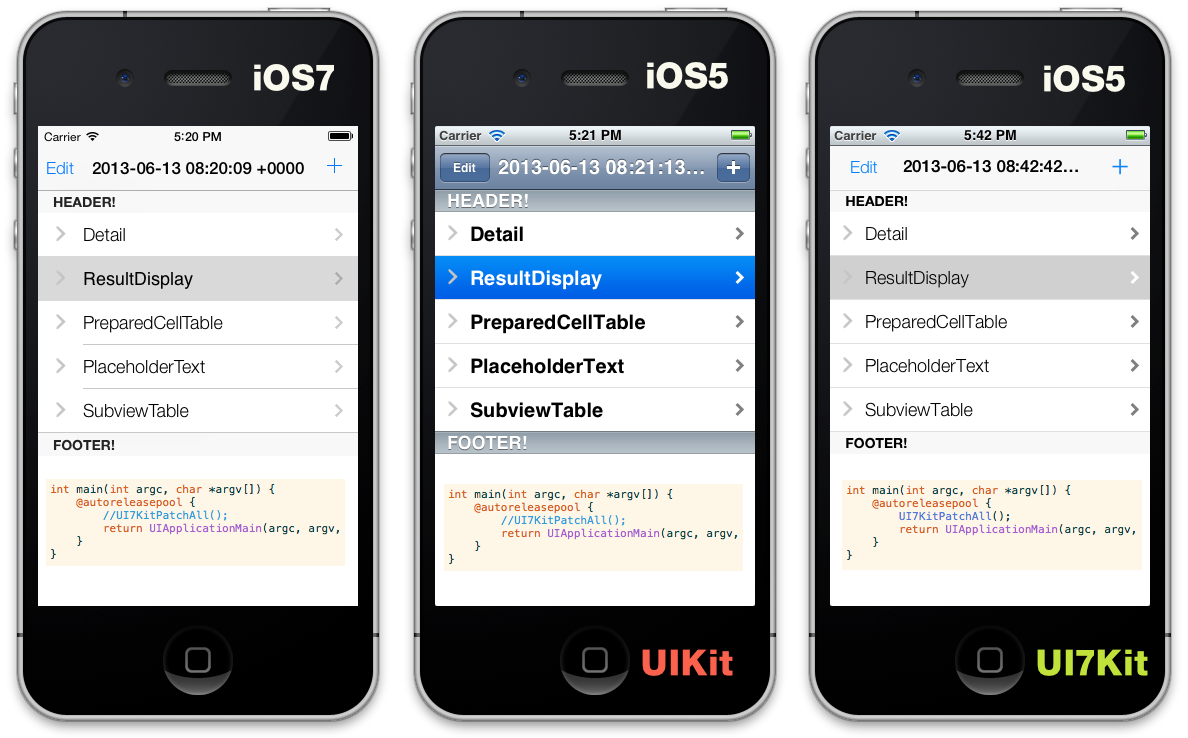 iOS7
Carrier 5:20 PM
Edit 2013-06-13 08:20:09 +0000 +
HEADER!
Detail
ResultDisplay
PreparedCellTable
PlaceholderText
SubviewTable
FOOTER!
int main(int argc, char *argv[]) {
@autoreleasepool {
//UI7KitPatchAll();
return UIApplicationMain(argc, argv,
}
}
iOS5
Carrier 5:21 PM
Edit 2013-06-13 08:21:13... +
HEADER!
Detail
ResultDisplay
PreparedCellTable
PlaceholderText
SubviewTable
FOOTER!
int main(int argc, char *argv[]) {
@autoreleasepool {
//UI7KitPatchAll();
return UIApplicationMain(argc, argv,
}
}
UIKit
iOS5
Carrier 5:42 PM
Edit 2013-06-13 08:42:42... +
HEADER!
Detail
ResultDisplay
PreparedCellTable
PlaceholderText
SubviewTable
FOOTER!
int main(int argc, char *argv[]) {
@autoreleasepool {
UI7KitPatchAll();
return UIApplicationMain(argc, argv,
}
}
UI7Kit